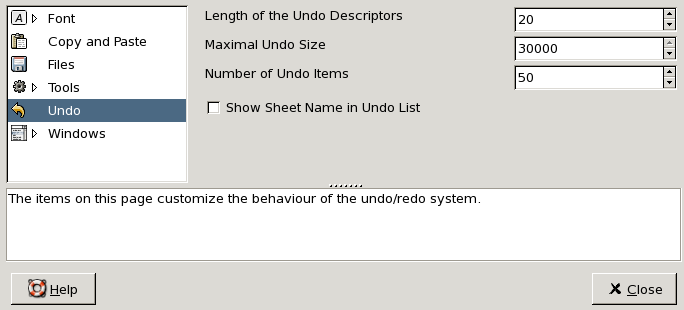 Font
Copy and Paste
Files
Tools
Undo
Windows
Length of the Undo Descriptors 20
Maximal Undo Size 30000
Number of Undo Items 50
Show Sheet Name in Undo List
The items on this page customize the behaviour of the undo/redo system.
Help
Close